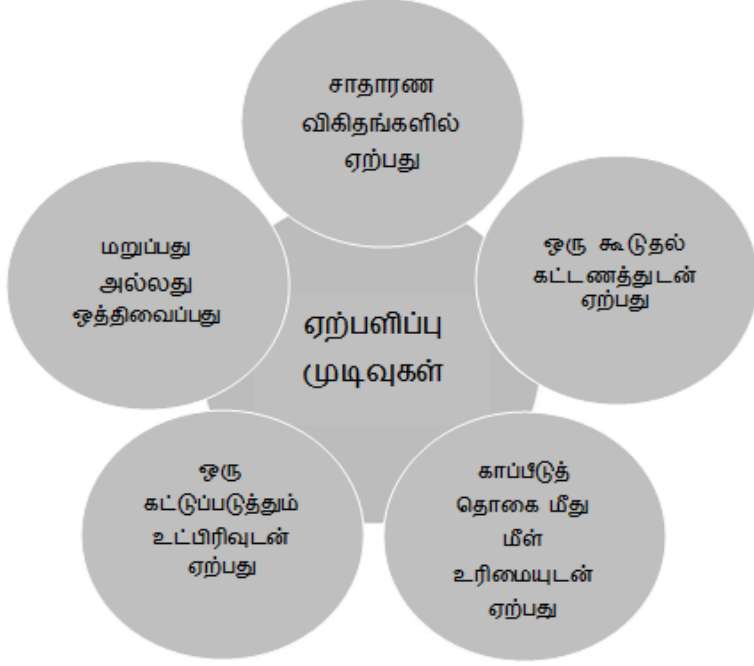 சாதாரண
விகிதங்களில்
ஏற்பது
ஒரு கூடுதல்
கட்டணத்துடன்
ஏற்பது
காப்பீடுத்
தொகை மீது
மீள்
உரிமையுடன்
ஏற்பது
ஒரு
கட்டுப்படுத்தும்
உட்பிரிவுடன்
ஏற்பது
மறுப்பது
அல்லது
ஒத்திவைப்பது
ஏற்பளிப்பு
முடிவுகள்